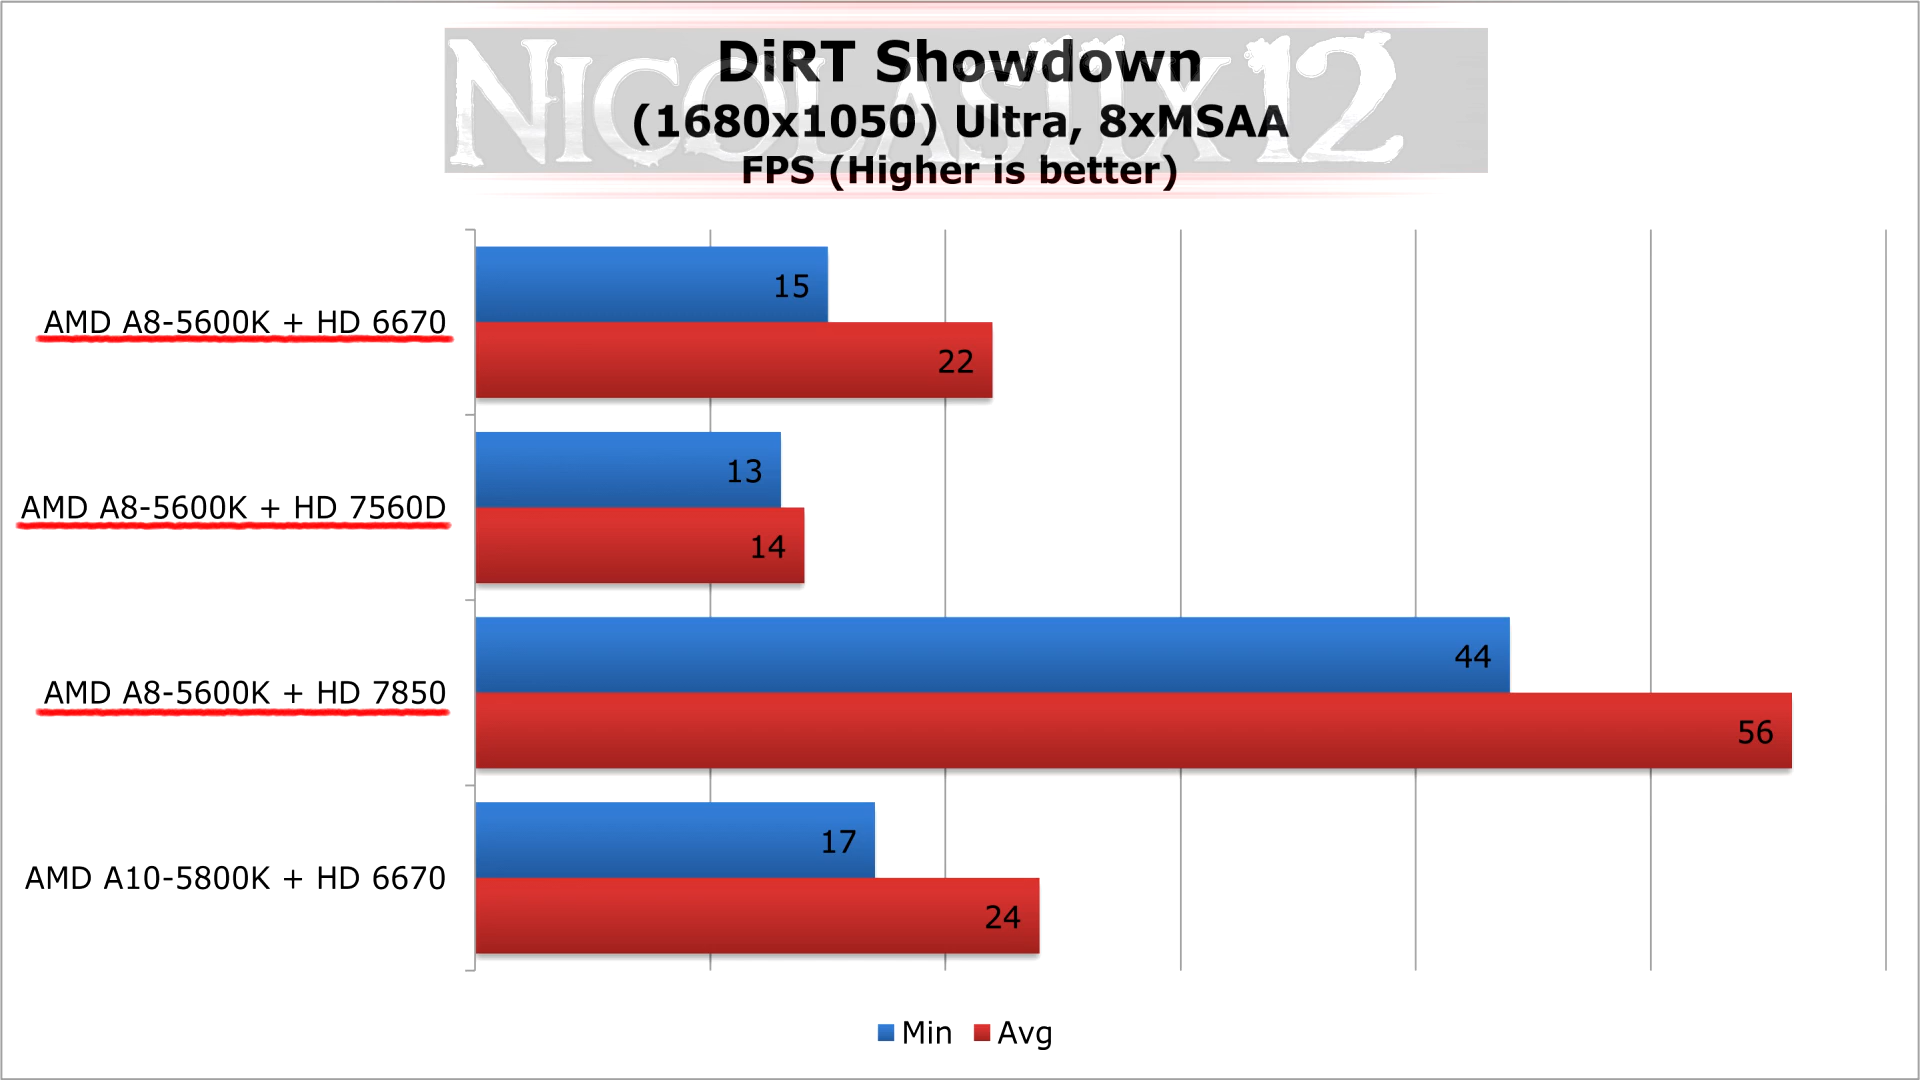 NICOLAS11X12
DiRT Showdown
(1680x1050) Ultra, 8xMSAA
FPS (Higher is better)
AMD A8-5600K + HD 6670
15
22
AMD A8-5600K + HD 7560D
13
14
AMD A8-5600K + HD 7850
44
56
AMD A10-5800K + HD 6670
17
24
Min Avg